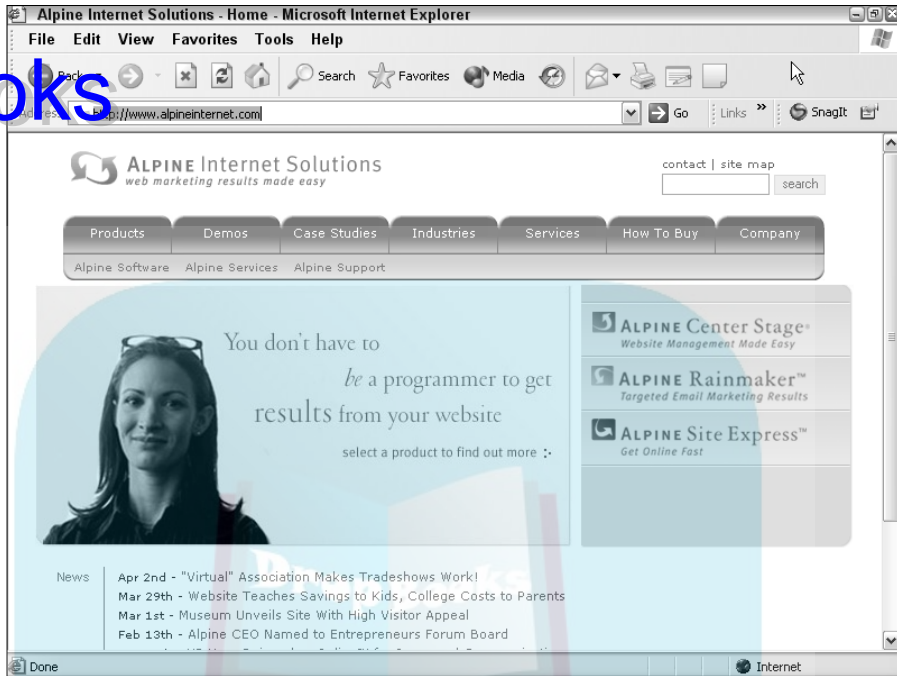 Alpine Internet Solutions - Home - Microsoft Internet Explorer
File Edit View Favorites Tools Help
Search Favorites Media
oks
http://www.alpineinternet.com Go Links » SnagIt
ALPINE Internet Solutions
web marketing results made easy
contact | site map
search
Products Demos Case Studies Industries Services How To Buy Company
Alpine Software Alpine Services Alpine Support
You don't have to
be a programmer to get
results from your website
select a product to find out more
ALPINE Center Stage
Website Management Made Easy
ALPINE Rainmaker™
Targeted Email Marketing Results
ALPINE Site Express™
Get Online Fast
News
Apr 2nd - "Virtual" Association Makes Tradeshows Work!
Mar 29th - Website Teaches Savings to Kids, College Costs to Parents
Mar 1st - Museum Unveils Site With High Visitor Appeal
Feb 13th - Alpine CEO Named to Entrepreneurs Forum Board
Done Internet